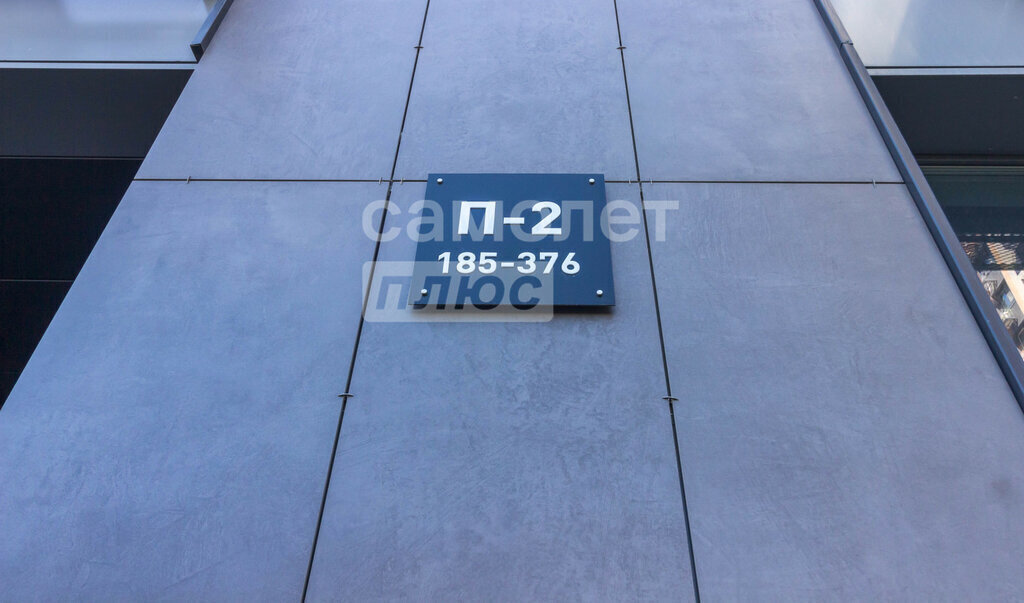 П-2
185-376
самолет
плюс